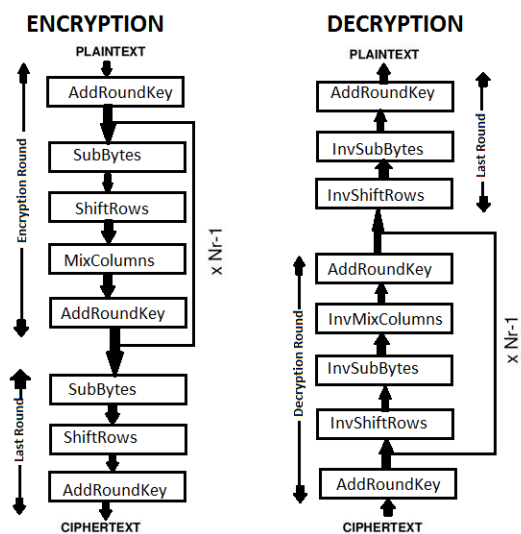 ENCRYPTION
PLAINTEXT
AddRoundKey
SubBytes
ShiftRows
MixColumns
AddRoundKey
SubBytes
ShiftRows
AddRoundKey
CIPHERTEXT
Encryption Round
Last Round
x Nr-1
DECRYPTION
PLAINTEXT
AddRoundKey
InvSubBytes
InvShiftRows
AddRoundKey
InvMixColumns
InvSubBytes
InvShiftRows
AddRoundKey
CIPHERTEXT
Last Round
Decryption Round
x Nr-1